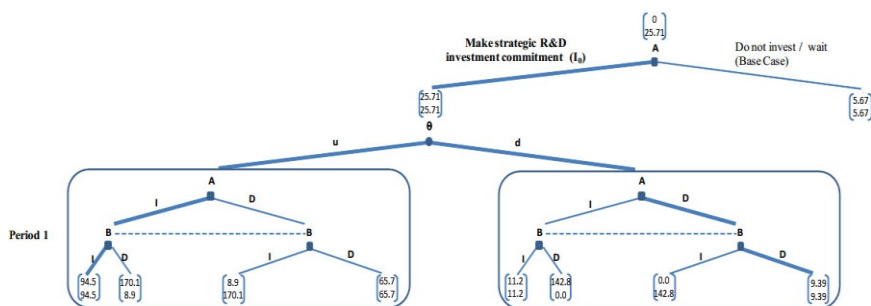 0
25.71
A
Make strategic R&D
investment commitment (I₀)
Do not invest / wait
(Base Case)
25.71
25.71
5.67
5.67
θ
u
d
A
I
D
B
B
I
D
I
D
94.5
94.5
170.1
8.9
8.9
170.1
65.7
65.7
A
I
D
B
B
I
D
I
D
11.2
11.2
142.8
0.0
0.0
142.8
9.39
9.39
Period 1